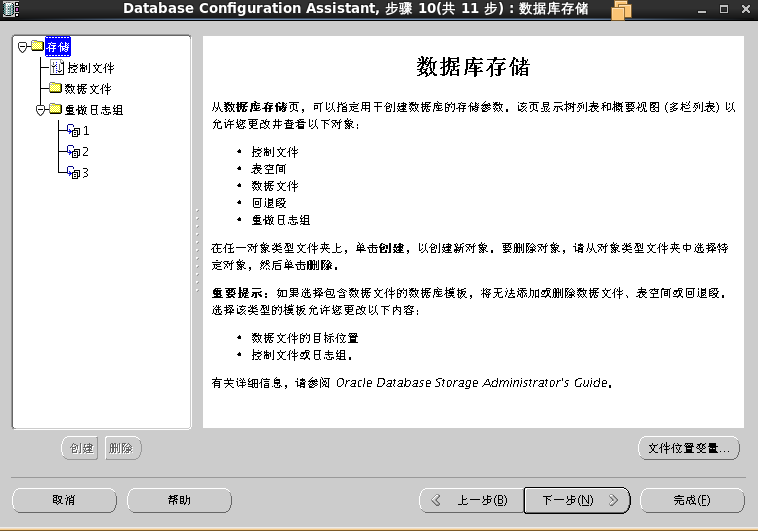 Database Configuration Assistant, 步骤 10(共 11 步) : 数据库存储
存储
控制文件
数据文件
重做日志组
1
2
3
数据库存储
从数据库存储页，可以指定用于创建数据库的存储参数。该页显示树列表和概要视图 (多栏列表) 以
允许您更改并查看以下对象：
• 控制文件
• 表空间
• 数据文件
• 回退段
• 重做日志组
在任一对象类型文件夹上，单击创建，以创建新对象。要删除对象，请从对象类型文件夹中选择特
定对象，然后单击删除。
重要提示：如果选择包含数据文件的数据库模板，将无法添加或删除数据文件、表空间或回退段。
选择该类型的模板允许您更改以下内容：
• 数据文件的目标位置
• 控制文件或日志组。
有关详细信息，请参阅 Oracle Database Storage Administrator's Guide。
创建
删除
文件位置变量...
取消
帮助
上一步(B)
下一步(N)
完成(F)